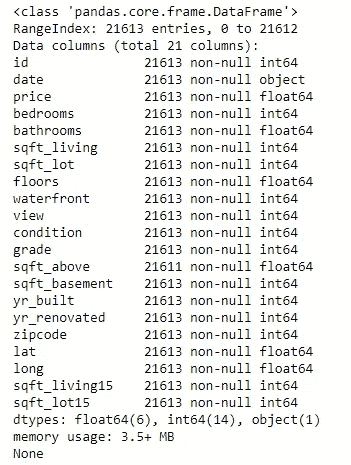 <class 'pandas.core.frame.DataFrame'>
RangeIndex: 21613 entries, 0 to 21612
Data columns (total 21 columns):
id               21613 non-null int64
date             21613 non-null object
price            21613 non-null float64
bedrooms         21613 non-null int64
bathrooms        21613 non-null float64
sqft_living      21613 non-null int64
sqft_lot         21613 non-null int64
floors           21613 non-null float64
waterfront       21613 non-null int64
view             21613 non-null int64
condition        21613 non-null int64
grade            21613 non-null int64
sqft_above       21611 non-null float64
sqft_basement    21613 non-null int64
yr_built         21613 non-null int64
yr_renovated     21613 non-null int64
zipcode          21613 non-null int64
lat              21613 non-null float64
long             21613 non-null float64
sqft_living15    21613 non-null int64
sqft_lot15       21613 non-null int64
dtypes: float64(6), int64(14), object(1)
memory usage: 3.5+ MB
None